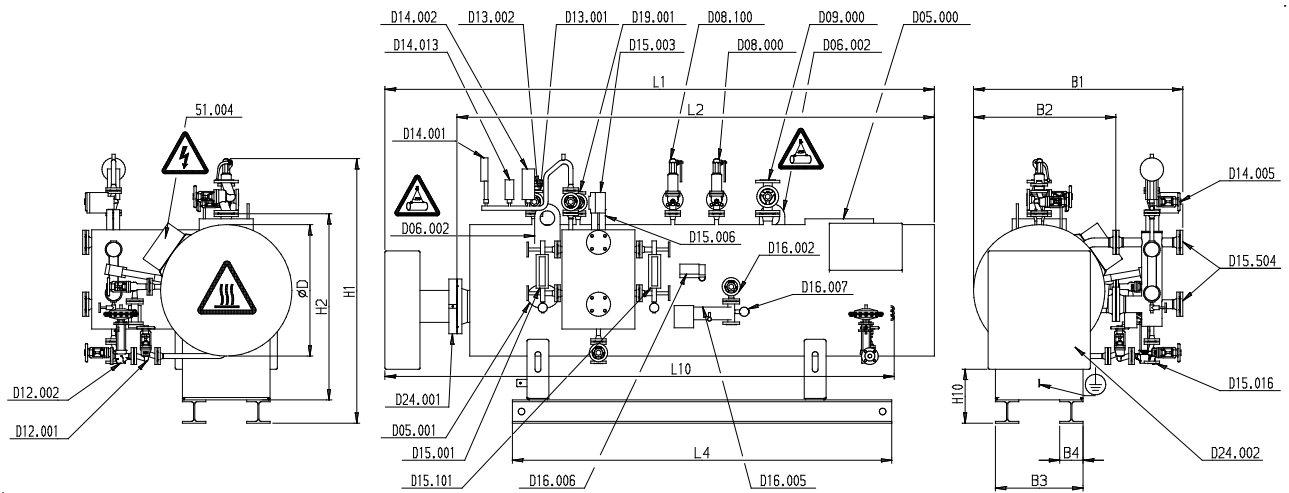 D14.002
D13.002
D13.001
D19.001
D08.100
D09.000
D05.000
D14.013
D15.003
D08.000
D06.002
L1
B1
L2
B2
51.004
D14.001
D14.005
D06.002
D15.006
D16.002
D15.504
øD
H2
H1
D16.007
L10
D12.002
D24.001
D15.016
H10
D12.001
D05.001
D15.001
L4
B4
D24.002
D15.101
D16.006
D16.005
B3